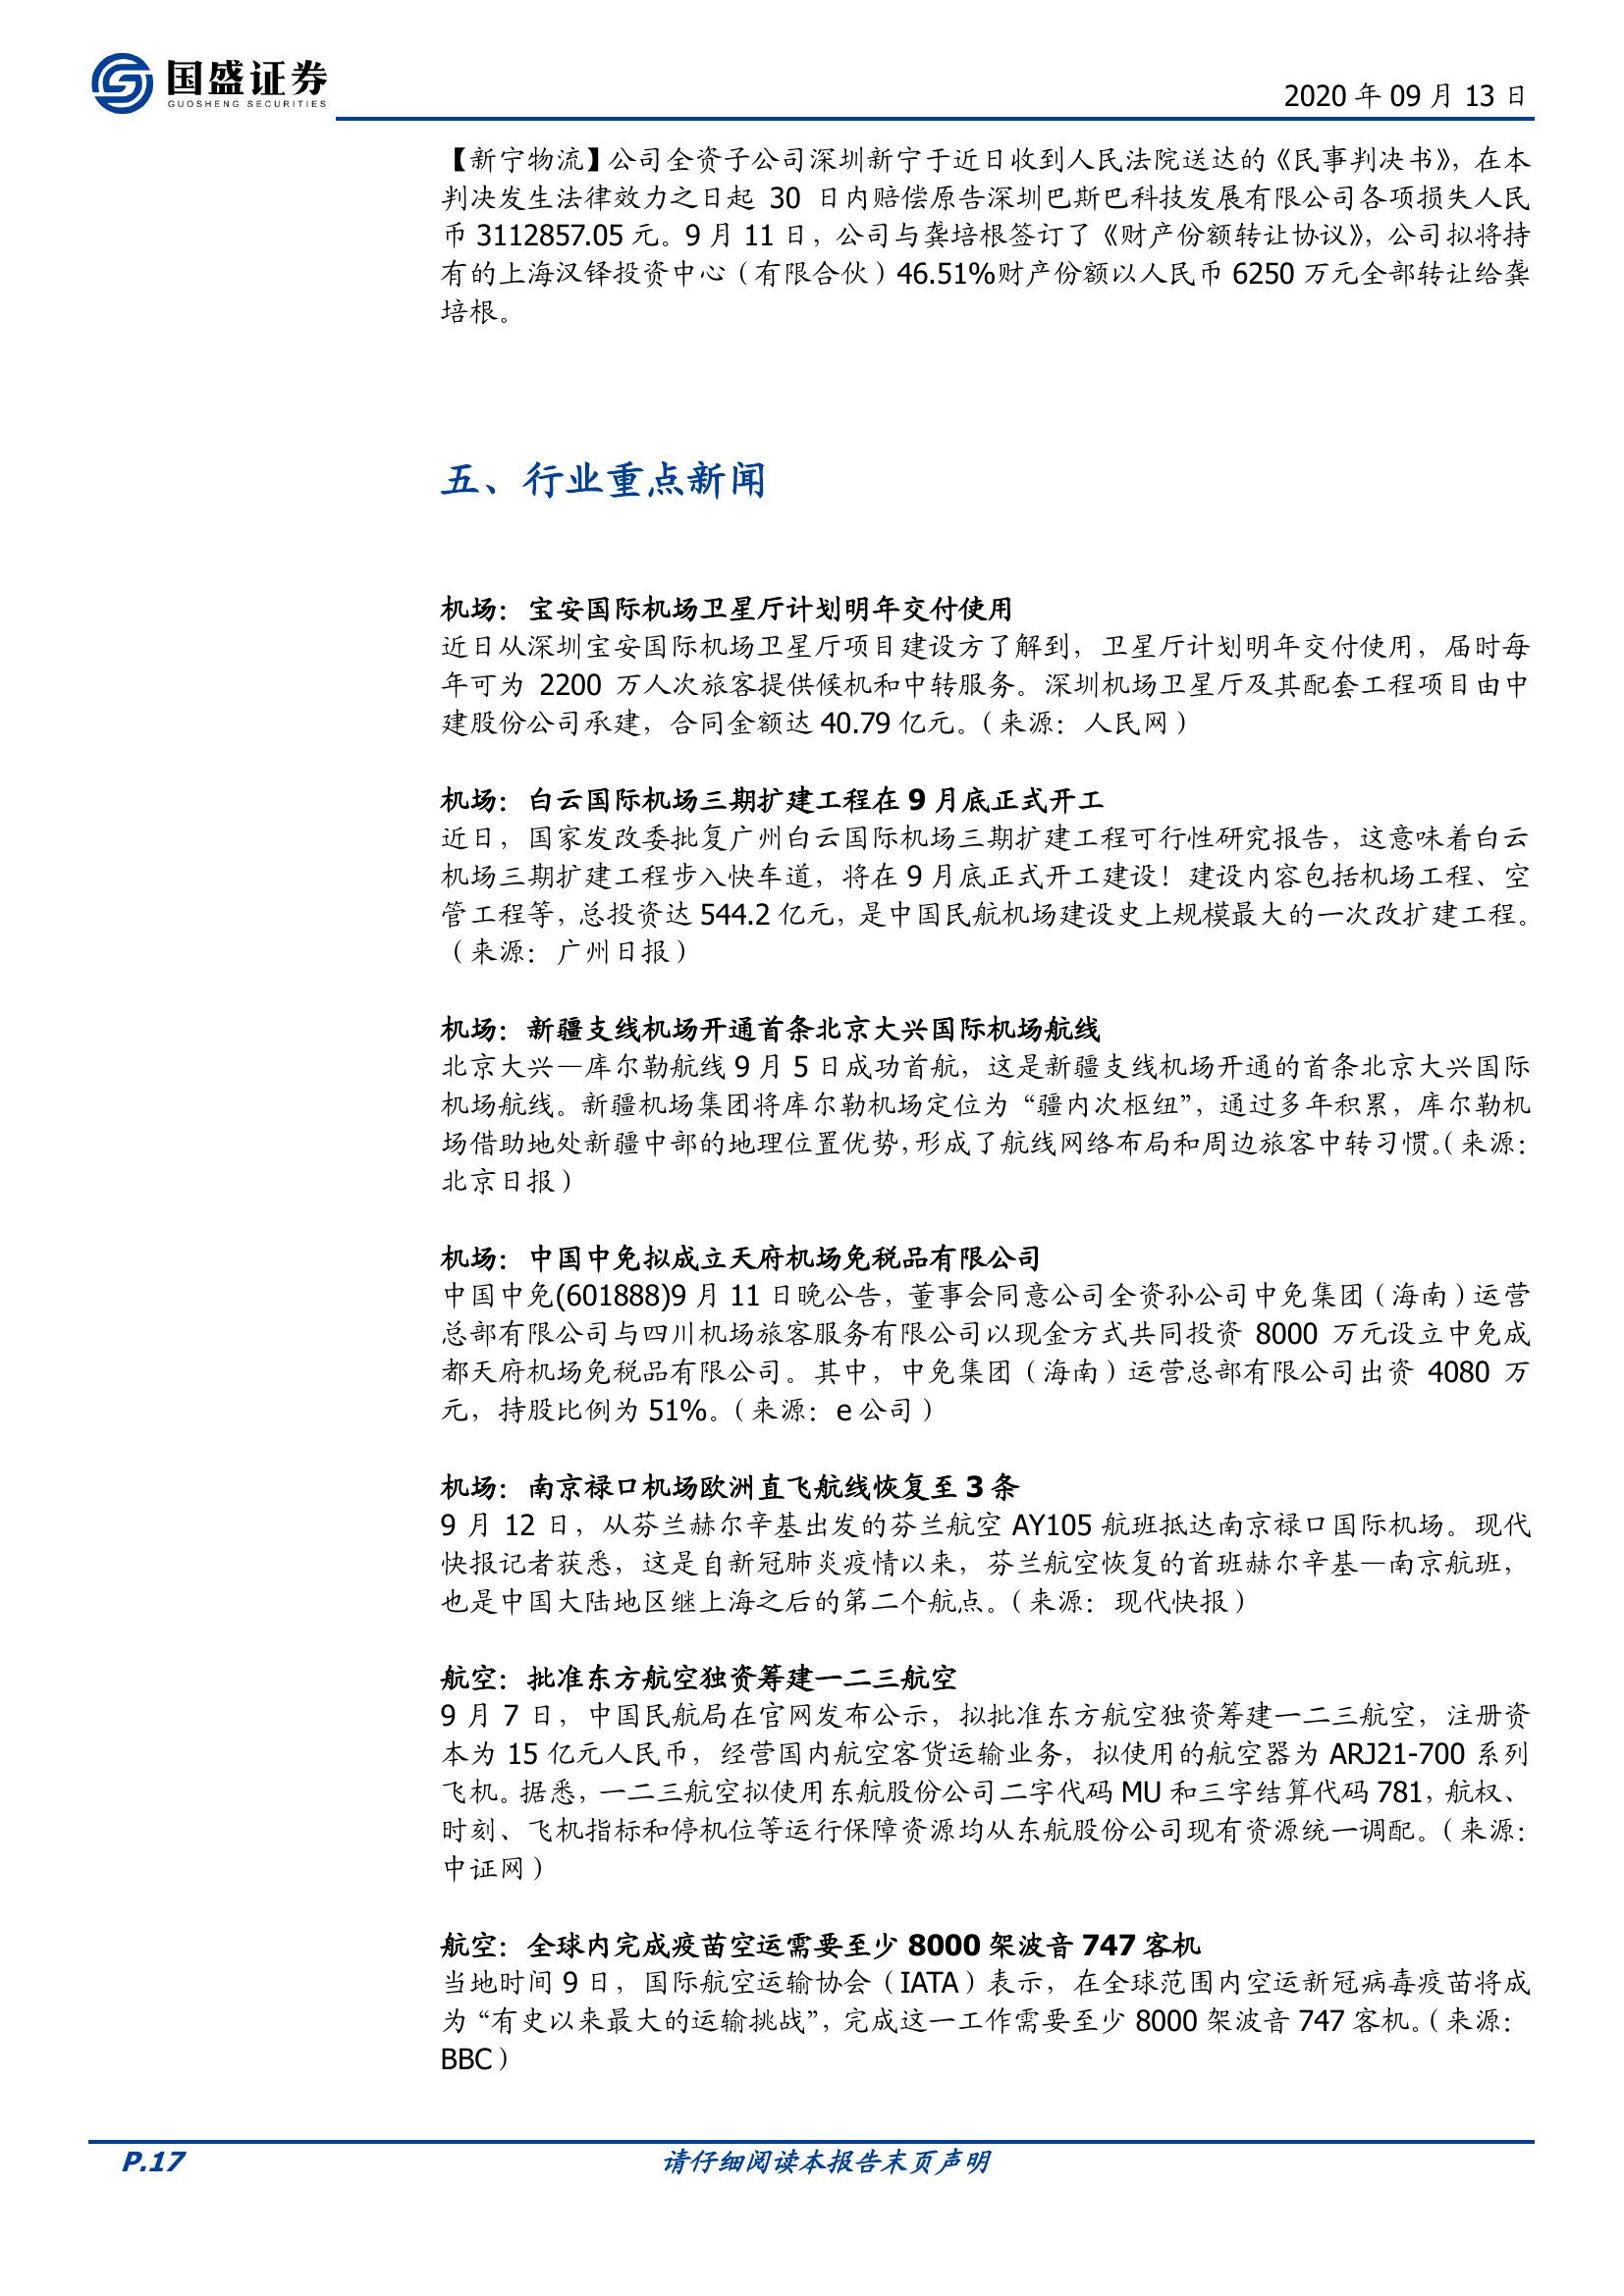 国盛证券
GUOSHENG SECURITIES
2020 年 09 月 13 日
【新宁物流】公司全资子公司深圳新宁于近日收到人民法院送达的《民事判决书》，在本
判决发生法律效力之日起 30 日内赔偿原告深圳巴斯巴科技发展有限公司各项损失人民
币 3112857.05 元。9 月 11 日，公司与龚培根签订了《财产份额转让协议》，公司拟将持
有的上海汉铎投资中心（有限合伙）46.51%财产份额以人民币 6250 万元全部转让给龚
培根。
五、行业重点新闻
机场：宝安国际机场卫星厅计划明年交付使用
近日从深圳宝安国际机场卫星厅项目建设方了解到，卫星厅计划明年交付使用，届时每
年可为 2200 万人次旅客提供候机和中转服务。深圳机场卫星厅及其配套工程项目由中
建股份公司承建，合同金额达 40.79 亿元。（来源：人民网）
机场：白云国际机场三期扩建工程在 9 月底正式开工
近日，国家发改委批复广州白云国际机场三期扩建工程可行性研究报告，这意味着白云
机场三期扩建工程步入快车道，将在 9 月底正式开工建设！建设内容包括机场工程、空
管工程等，总投资达 544.2 亿元，是中国民航机场建设史上规模最大的一次改扩建工程。
（来源：广州日报）
机场：新疆支线机场开通首条北京大兴国际机场航线
北京大兴—库尔勒航线 9 月 5 日成功首航，这是新疆支线机场开通的首条北京大兴国际
机场航线。新疆机场集团将库尔勒机场定位为“疆内次枢纽”，通过多年积累，库尔勒机
场借助地处新疆中部的地理位置优势，形成了航线网络布局和周边旅客中转习惯。（来源：
北京日报）
机场：中国中免拟成立天府机场免税品有限公司
中国中免(601888)9 月 11 日晚公告，董事会同意公司全资孙公司中免集团（海南）运营
总部有限公司与四川机场旅客服务有限公司以现金方式共同投资 8000 万元设立中免成
都天府机场免税品有限公司。其中，中免集团（海南）运营总部有限公司出资 4080 万
元，持股比例为 51%。（来源：e 公司）
机场：南京禄口机场欧洲直飞航线恢复至 3 条
9 月 12 日，从芬兰赫尔辛基出发的芬兰航空 AY105 航班抵达南京禄口国际机场。现代
快报记者获悉，这是自新冠肺炎疫情以来，芬兰航空恢复的首班赫尔辛基—南京航班，
也是中国大陆地区继上海之后的第二个航点。（来源：现代快报）
航空：批准东方航空独资筹建一二三航空
9 月 7 日，中国民航局在官网发布公示，拟批准东方航空独资筹建一二三航空，注册资
本为 15 亿元人民币，经营国内航空客货运输业务，拟使用的航空器为 ARJ21-700 系列
飞机。据悉，一二三航空拟使用东航股份公司二字代码 MU 和三字结算代码 781，航权、
时刻、飞机指标和停机位等运行保障资源均从东航股份公司现有资源统一调配。（来源：
中证网）
航空：全球内完成疫苗空运需要至少 8000 架波音 747 客机
当地时间 9 日，国际航空运输协会（IATA）表示，在全球范围内空运新冠病毒疫苗将成
为“有史以来最大的运输挑战”，完成这一工作需要至少 8000 架波音 747 客机。（来源：
BBC）
P.17
请仔细阅读本报告末页声明